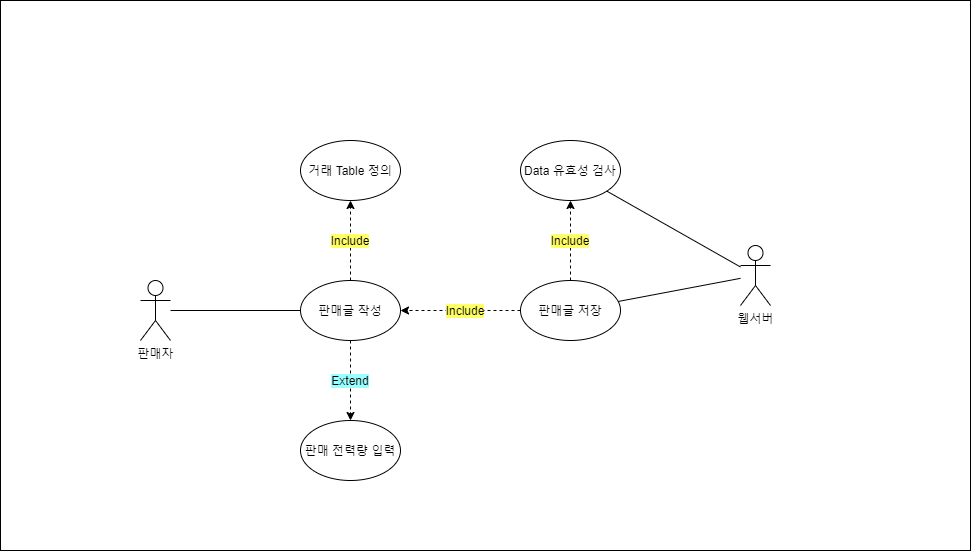 거래 Table 정의
Data 유효성 검사
Include
Include
판매글 작성
Include
판매글 저장
웹서버
판매자
Extend
판매 전력량 입력